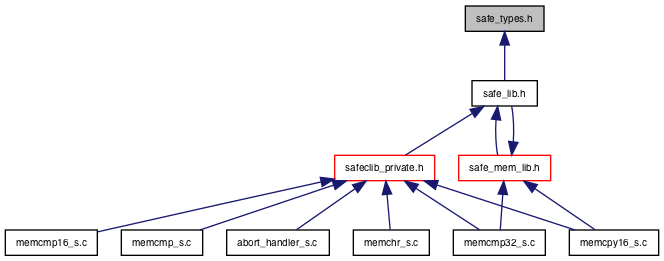 safe_types.h
safe_lib.h
safeclib_private.h
safe_mem_lib.h
memcmp16_s.c
memcmp_s.c
abort_handler_s.c
memchr_s.c
memcmp32_s.c
memcpy16_s.c